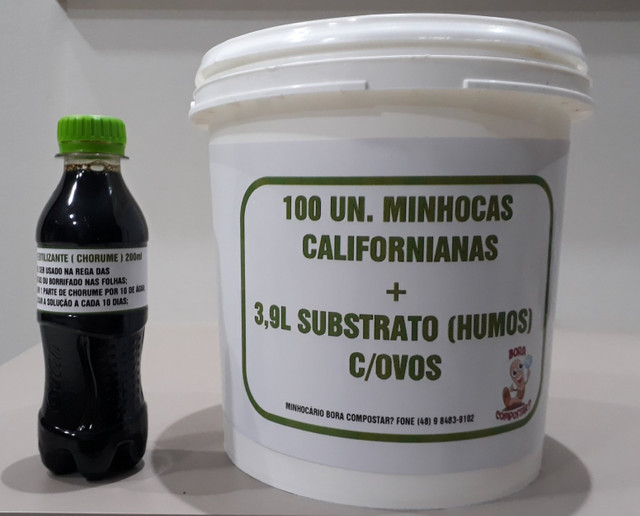 FERTILIZANTE ( CHORUME ) 200ml
SER USADO NA REGA DAS
OU BORRIFADO NAS FOLHAS;
1 PARTE DE CHORUME POR 10 DE ÁGUA,
A SOLUÇÃO A CADA 10 DIAS;
100 UN. MINHOCAS
CALIFORNIANAS
+
3,9L SUBSTRATO (HUMOS)
C/OVOS
BORA
COMPOSTAR?
MINHOCÁRIO BORA COMPOSTAR? FONE (48) 9 8483-9102